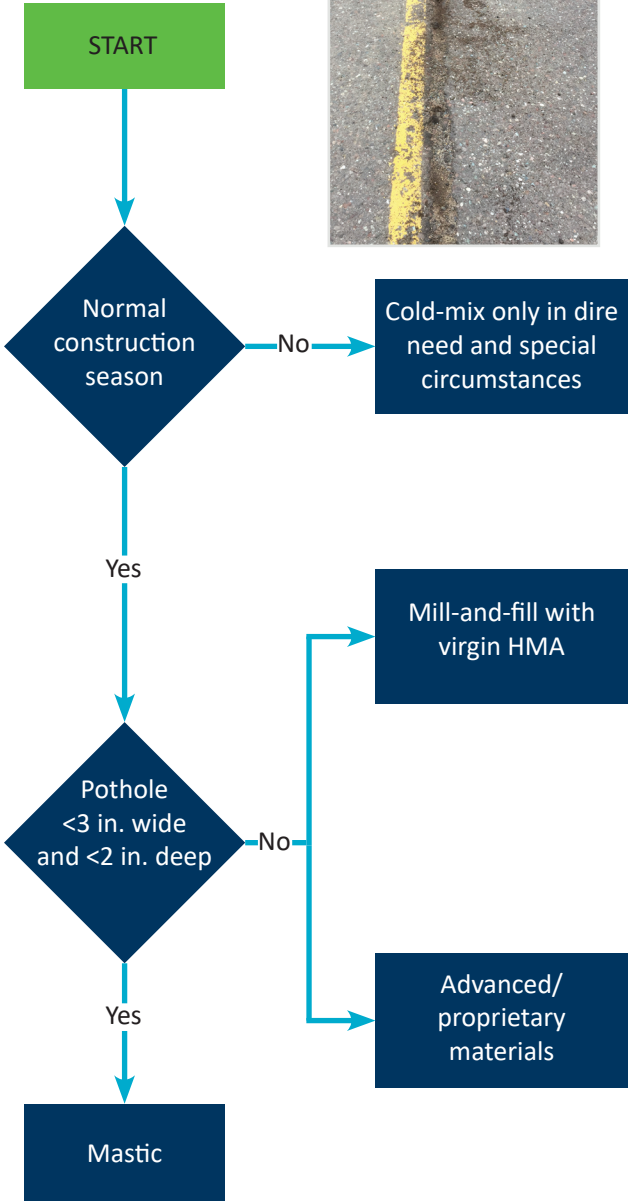 START
Normal
construction
season
No
Cold-mix only in dire
need and special
circumstances
Yes
Mill-and-fill with
virgin HMA
Pothole
<3 in. wide
and <2 in. deep
No
Advanced/
proprietary
materials
Yes
Mastic